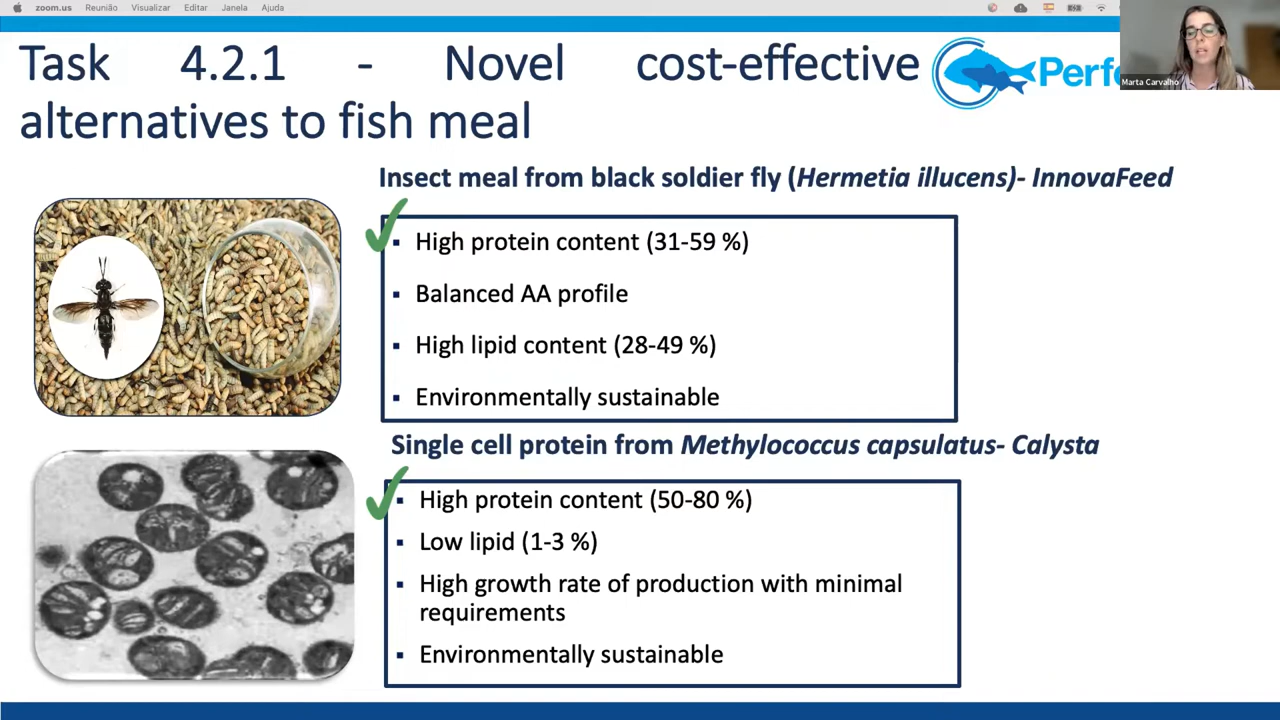 zoom.us Reunião Visualizar Editar Janela Ajuda
Task 4.2.1 - Novel cost-effective
alternatives to fish meal
Marta Carvalho
Insect meal from black soldier fly (Hermetia illucens)- InnovaFeed
▪ High protein content (31-59 %)
▪ Balanced AA profile
▪ High lipid content (28-49 %)
▪ Environmentally sustainable
Single cell protein from Methylococcus capsulatus- Calysta
▪ High protein content (50-80 %)
▪ Low lipid (1-3 %)
▪ High growth rate of production with minimal
requirements
▪ Environmentally sustainable